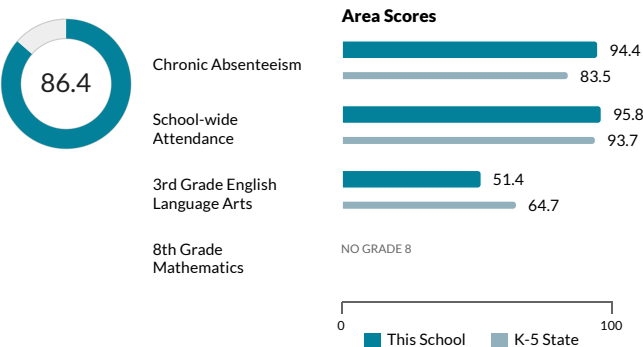 Area Scores
86.4
Chronic Absenteeism
94.4
83.5
School-wide
Attendance
95.8
93.7
3rd Grade English
Language Arts
51.4
64.7
8th Grade
Mathematics
NO GRADE 8
0
100
This School
K-5 State